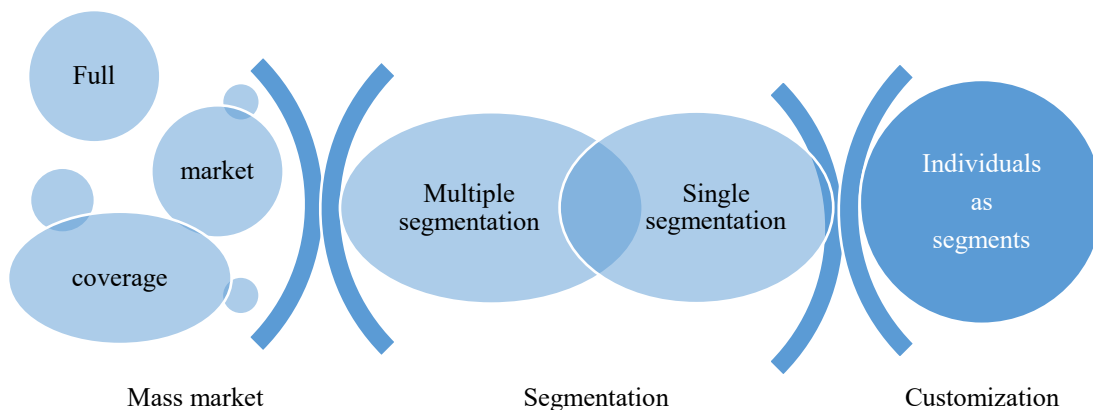 Full
market
coverage
Multiple
segmentation
Single
segmentation
Individuals
as
segments
Mass market
Segmentation
Customization